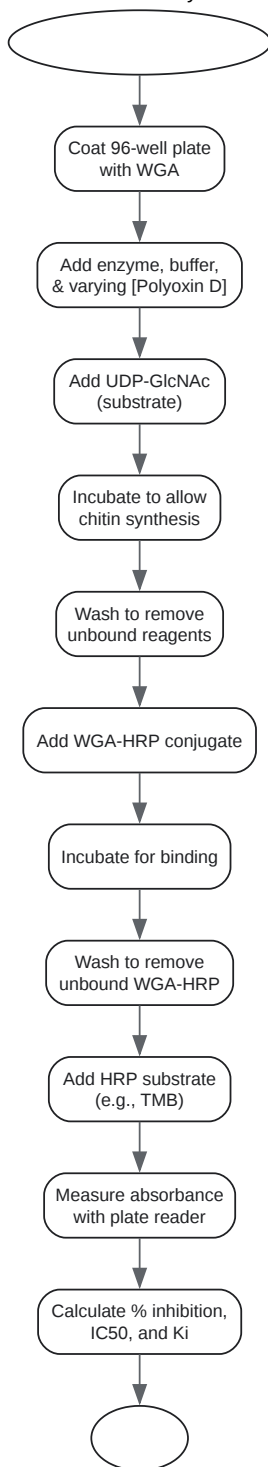 Coat 96-well plate
with WGA
Add enzyme, buffer,
& varying [Polyoxin D]
Add UDP-GlcNAc
(substrate)
Incubate to allow
chitin synthesis
Wash to remove
unbound reagents
Add WGA-HRP conjugate
Incubate for binding
Wash to remove
unbound WGA-HRP
Add HRP substrate
(e.g., TMB)
Measure absorbance
with plate reader
Calculate % inhibition,
IC50, and Ki